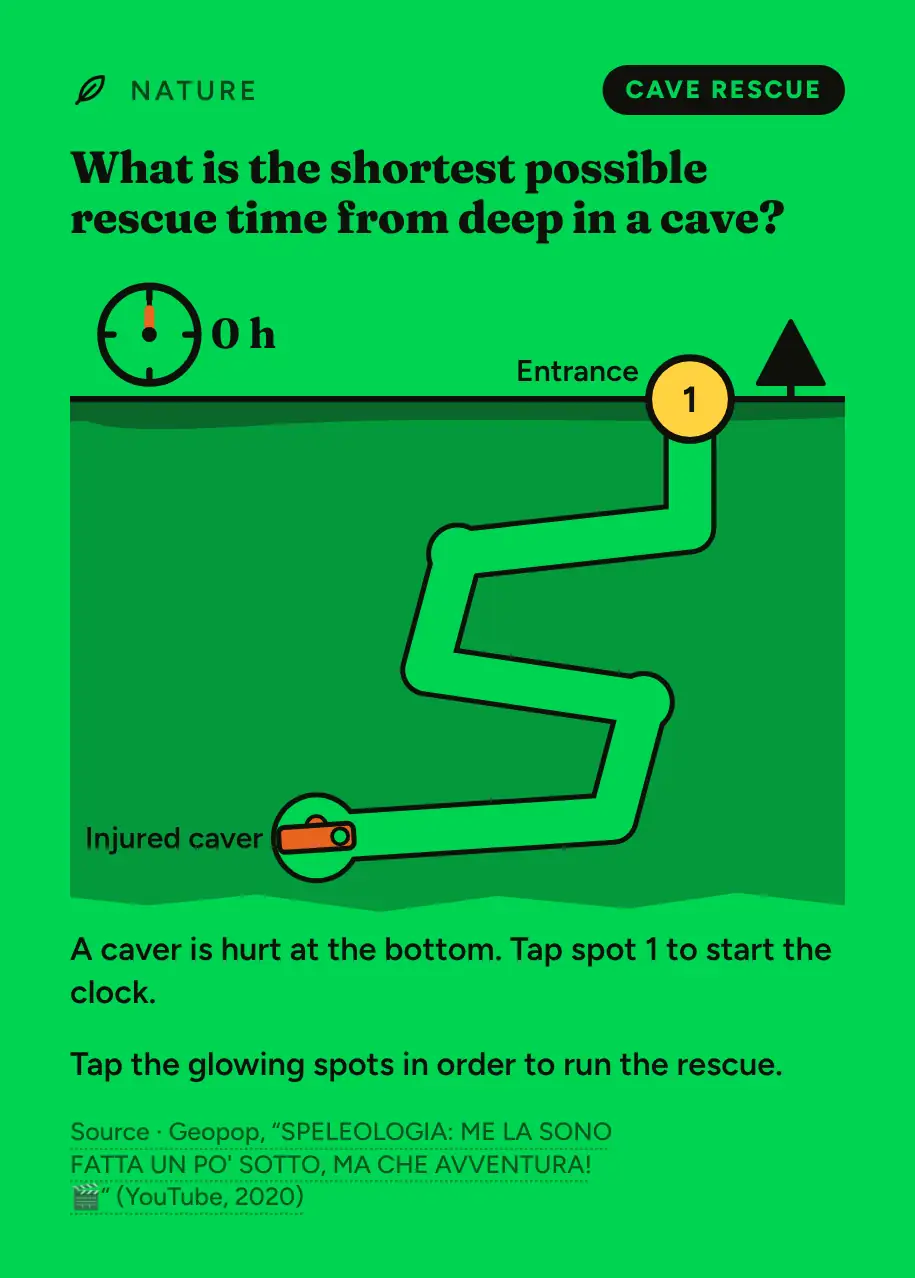 NATURE
CAVE RESCUE
What is the shortest possible
rescue time from deep in a cave?
0 h
Entrance
1
Injured caver
A caver is hurt at the bottom. Tap spot 1 to start the
clock.
Tap the glowing spots in order to run the rescue.
Source · Geopop, “SPELEOLOGIA: ME LA SONO
FATTA UN PO' SOTTO, MA CHE AVVENTURA!
🎬” (YouTube, 2020)